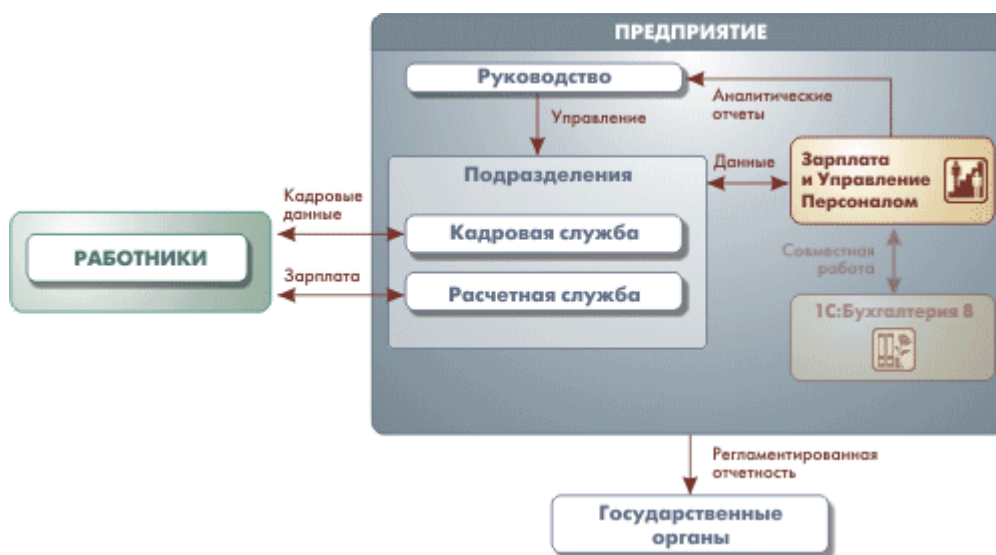 ПРЕДПРИЯТИЕ
Руководство
Аналитические
отчеты
Управление
Подразделения
Данные
Зарплата
и Управление
Персоналом
Кадровые
данные
Кадровая служба
РАБОТНИКИ
Зарплата
Расчетная служба
Совместная
работа
1С:Бухгалтерия 8
Регламентированная
отчетность
Государственные
органы